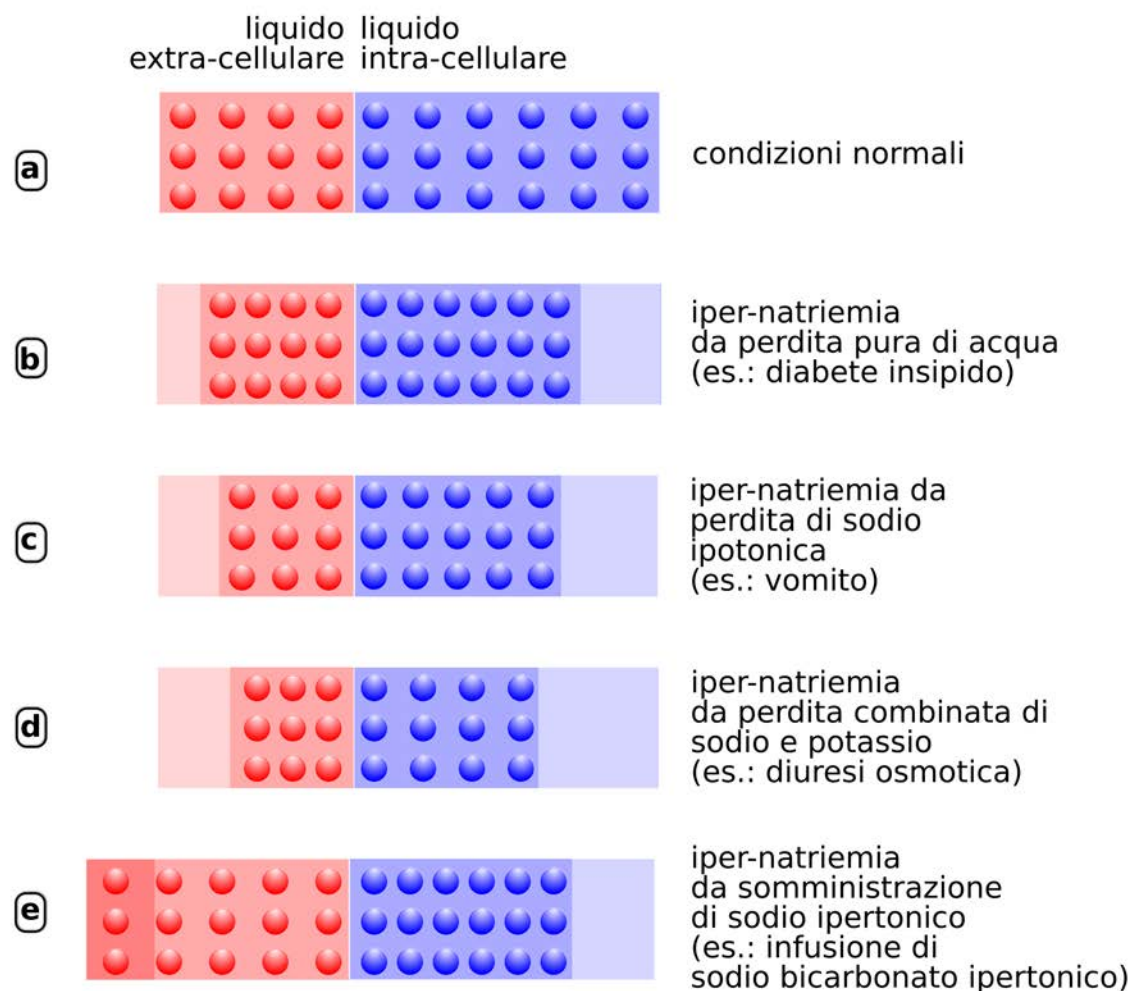 liquido
extra-cellulare
liquido
intra-cellulare
a
condizioni normali
b
iper-natriemia
da perdita pura di acqua
(es.: diabete insipido)
c
iper-natriemia da
perdita di sodio
ipotonica
(es.: vomito)
d
iper-natriemia
da perdita combinata di
sodio e potassio
(es.: diuresi osmotica)
e
iper-natriemia
da somministrazione
di sodio ipertonico
(es.: infusione di
sodio bicarbonato ipertonico)